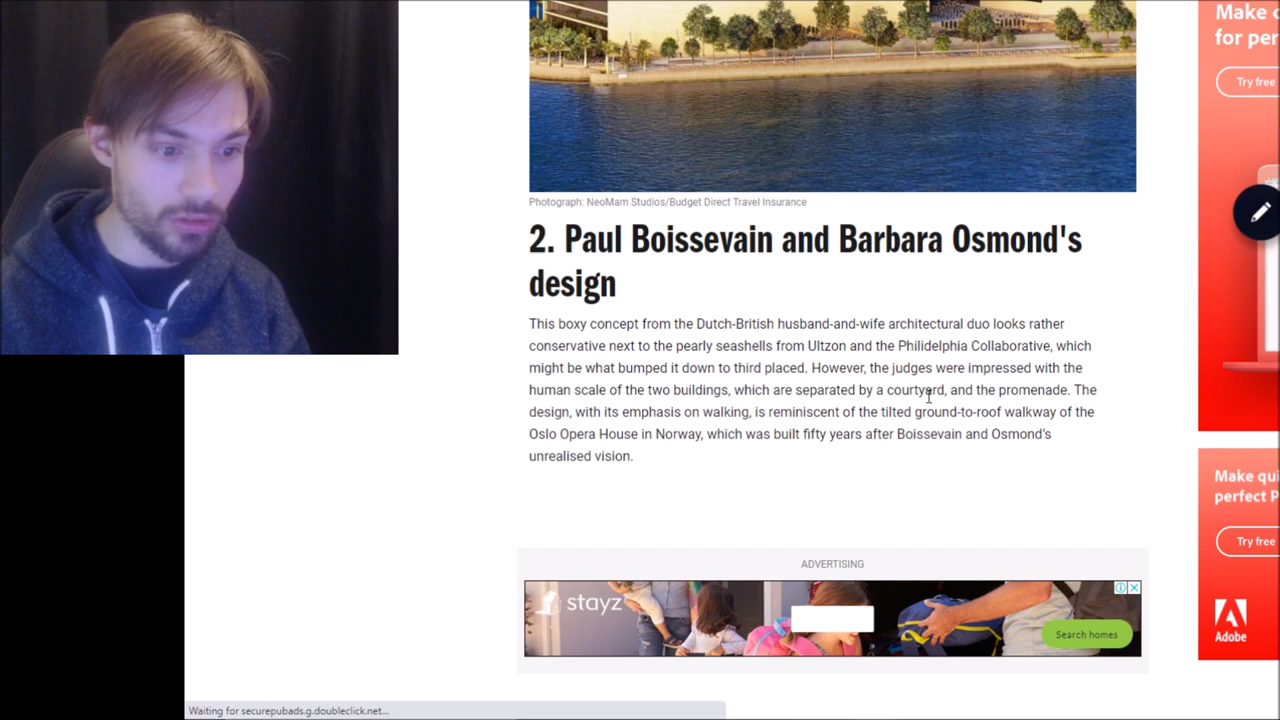 Make
for per
Try free
Photograph: NeoMam Studios/Budget Direct Travel Insurance
2. Paul Boissevain and Barbara Osmond's
design
This boxy concept from the Dutch-British husband-and-wife architectural duo looks rather
conservative next to the pearly seashells from Ultzon and the Philidelphia Collaborative, which
might be what bumped it down to third placed. However, the judges were impressed with the
human scale of the two buildings, which are separated by a courtyard, and the promenade. The
design, with its emphasis on walking, is reminiscent of the tilted ground-to-roof walkway of the
Oslo Opera House in Norway, which was built fifty years after Boissevain and Osmond’s
unrealised vision.
Make qui
perfect P
Try free
Adobe
ADVERTISING
stayz
Search homes
Waiting for securepubads.g.doubleclick.net...